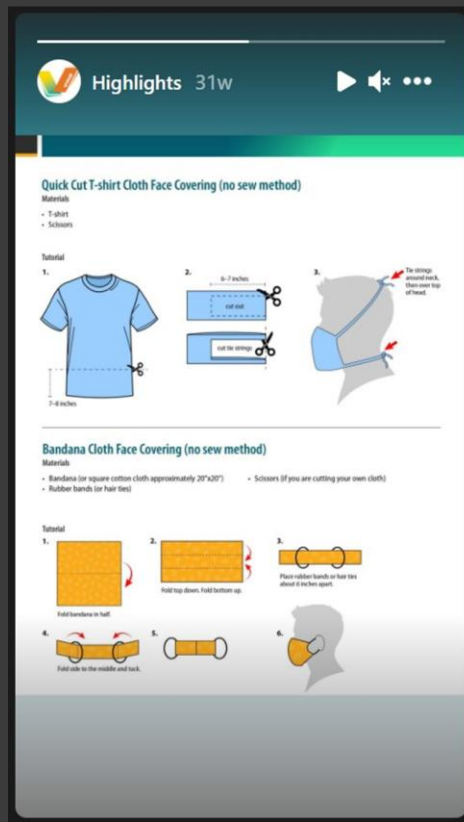 Highlights 31w
Quick Cut T-shirt Cloth Face Covering (no sew method)
Materials
• T-shirt
• Scissors
Tutorial
1.
2.
3.
6–7 inches
cut out
cut tie strings
7–8 inches
Tie strings
around neck,
then over top
of head.
Bandana Cloth Face Covering (no sew method)
Materials
• Bandana (or square cotton cloth approximately 20"x20")
• Rubber bands (or hair ties)
• Scissors (if you are cutting your own cloth)
Tutorial
1.
Fold bandana in half.
2.
Fold top down. Fold bottom up.
3.
Place rubber bands or hair ties
about 6 inches apart.
4.
Fold side to the middle and tuck.
5.
6.